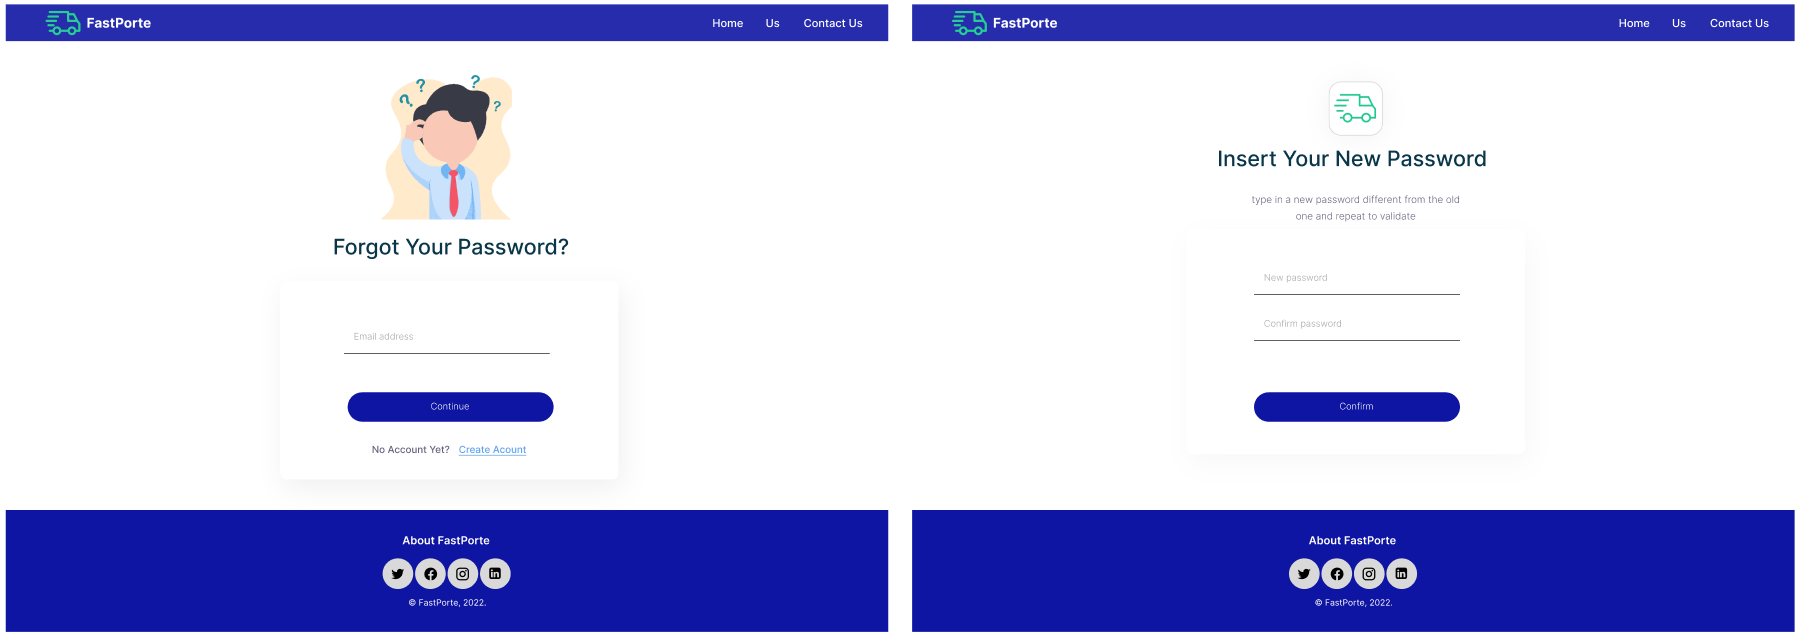 FastPorte
Home Us Contact Us
? ? ? ?
Forgot Your Password?
Email address
Continue
No Account Yet? Create Acount
About FastPorte
© FastPorte, 2022.
FastPorte
Home Us Contact Us
Insert Your New Password
type in a new password different from the old
one and repeat to validate
New password
Confirm password
Confirm
About FastPorte
© FastPorte, 2022.